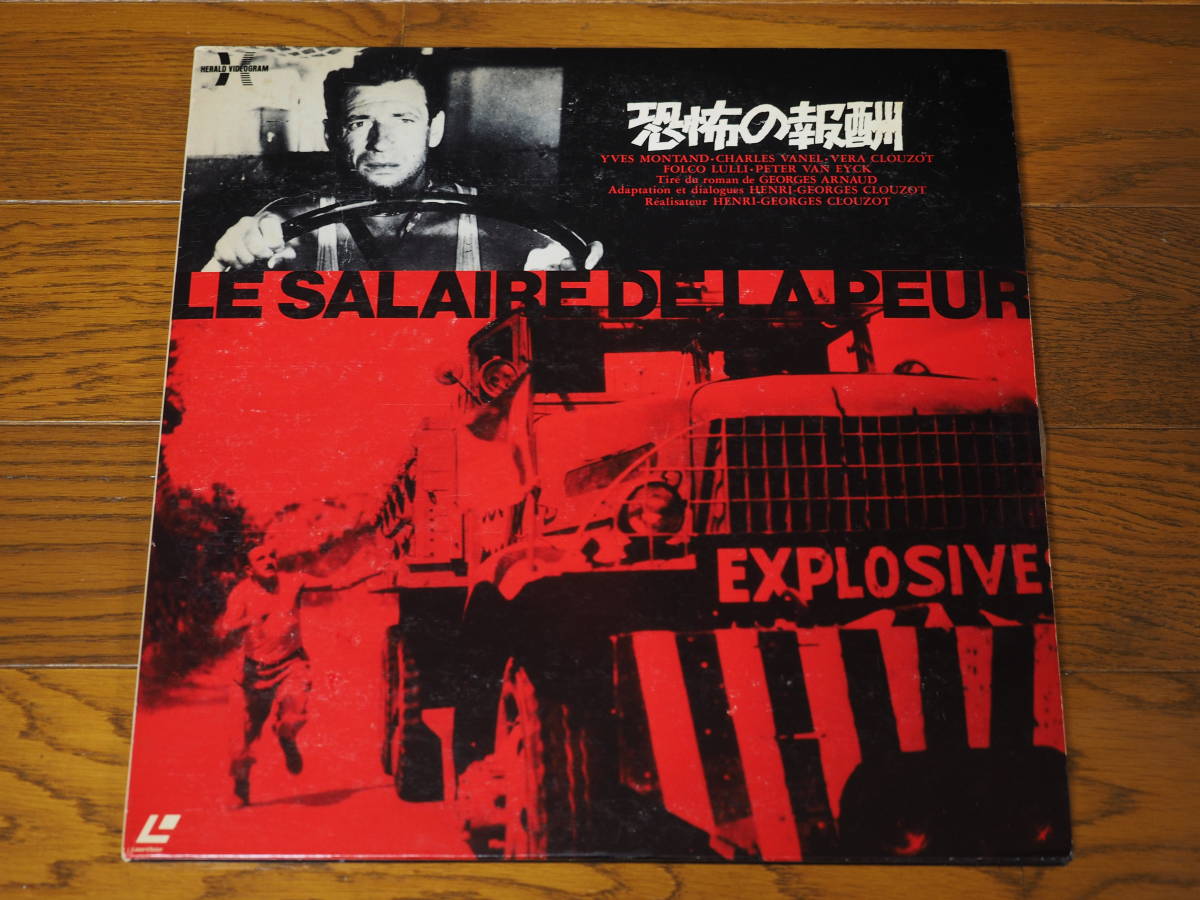 HERALD VIDEOGRAM
恐怖の報酬
YVES MONTAND・CHARLES VANEL・VERA CLOUZOT
FOLCO LULLI・PETER VAN EYCK
Tiré du roman de GEORGES ARNAUD
Adaptation et dialogues HENRI-GEORGES CLOUZOT
Réalisateur HENRI-GEORGES CLOUZOT
LE SALAIRE DE LA PEUR
EXPLOSIVES
LaserVision